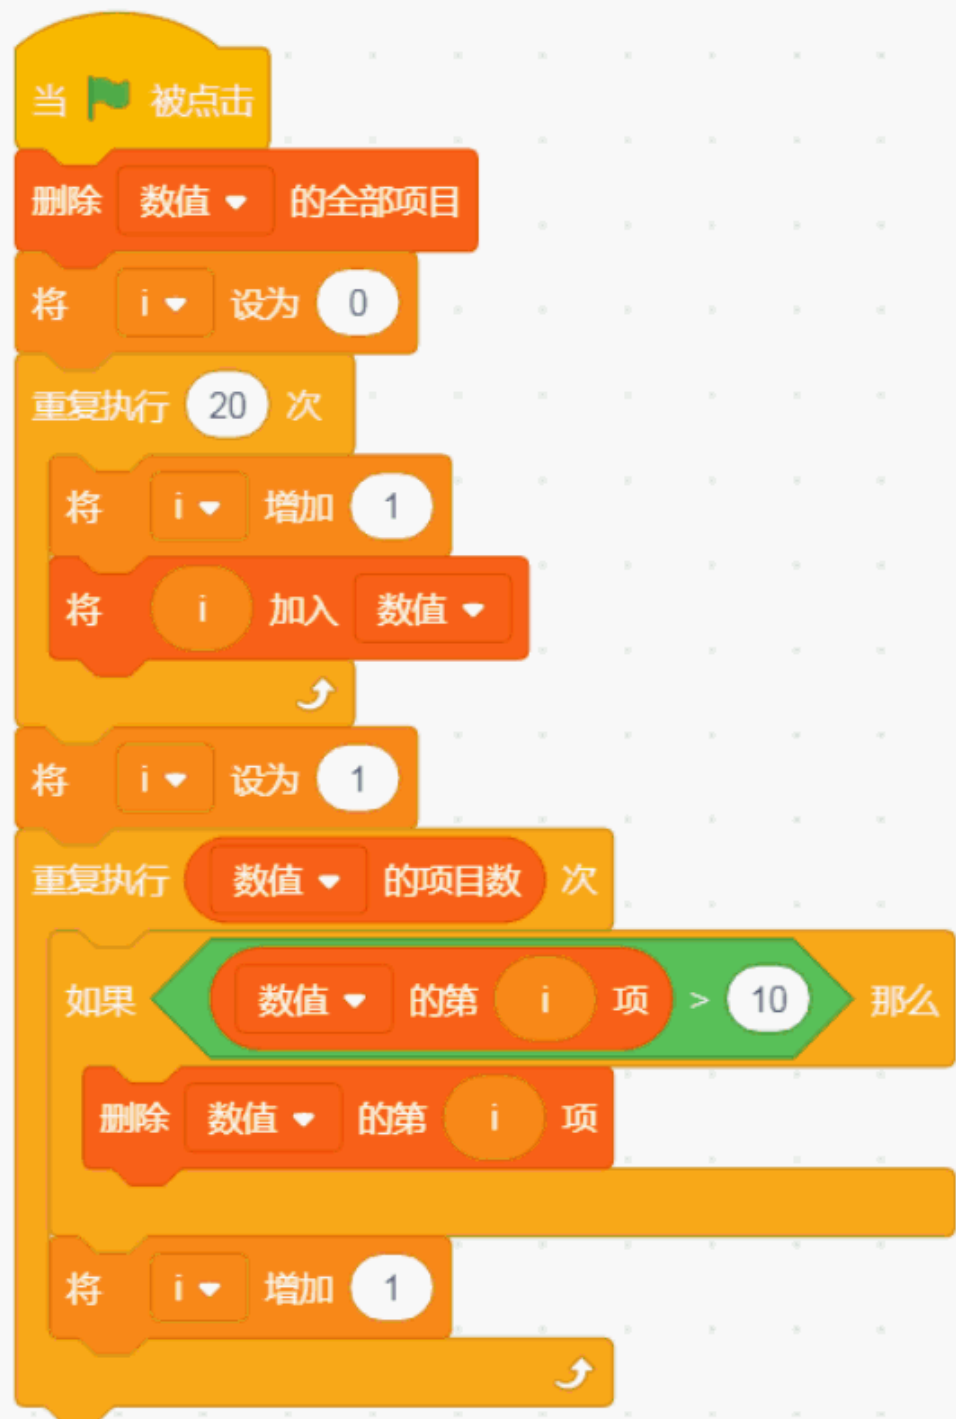 当 被点击
删除 数值 的全部项目
将 i 设为 0
重复执行 20 次
将 i 增加 1
将 i 加入 数值
将 i 设为 1
重复执行 数值 的项目数 次
如果 数值 的第 i 项 > 10 那么
删除 数值 的第 i 项
将 i 增加 1